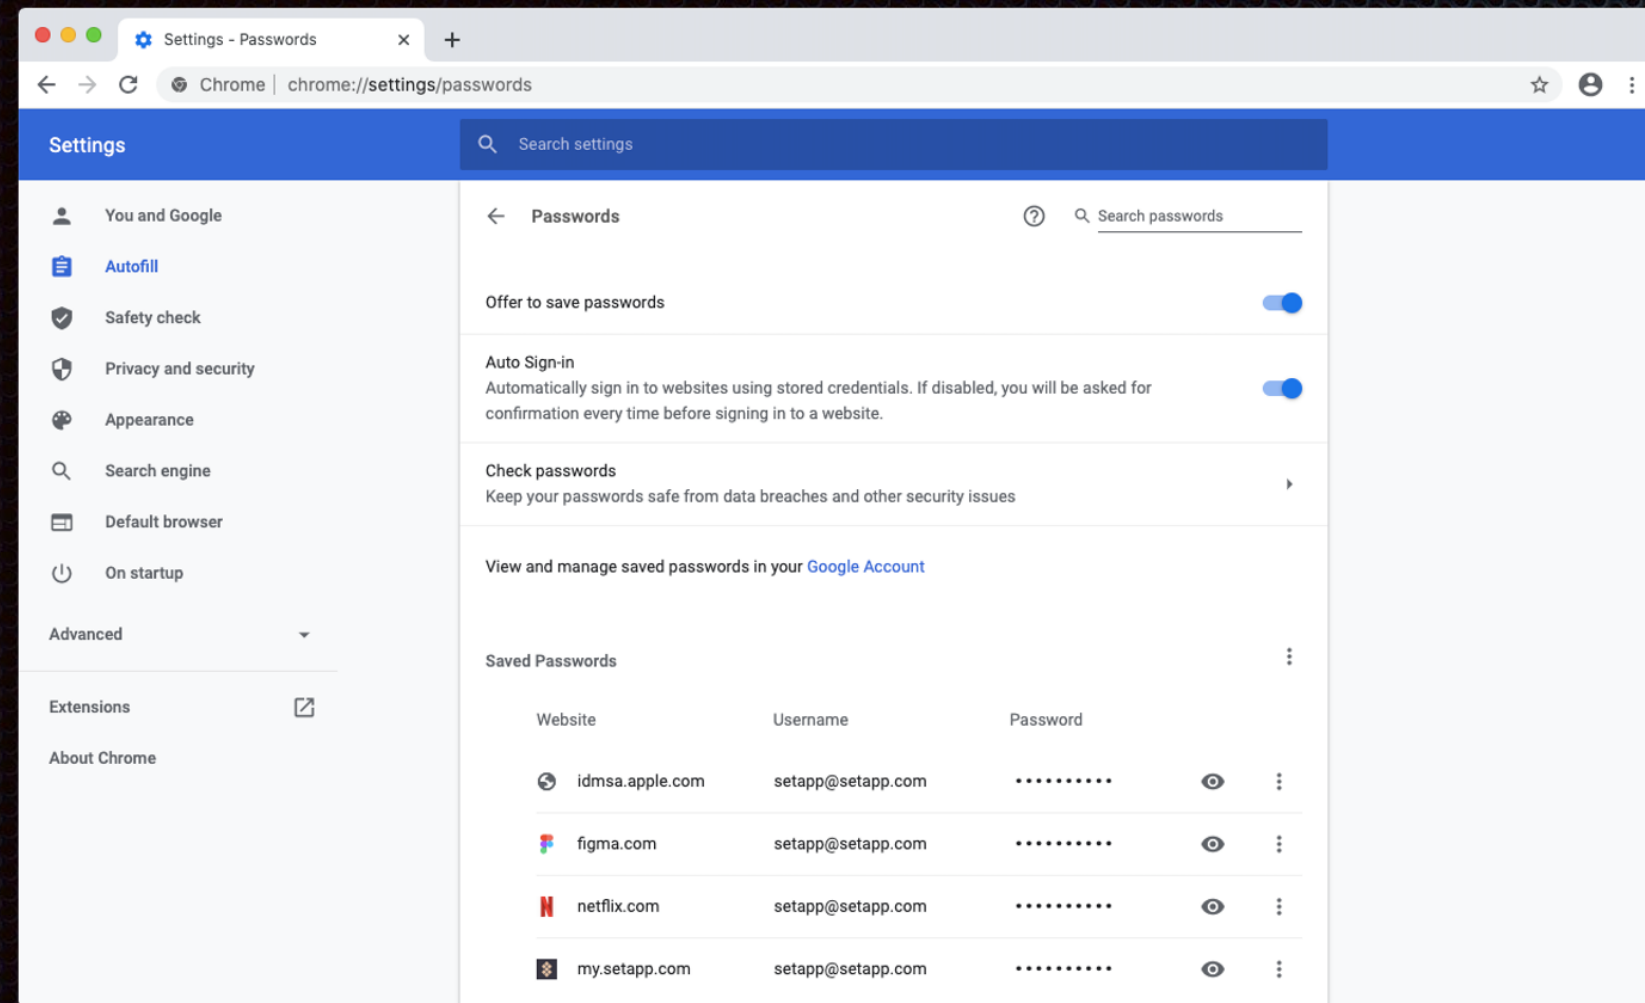 Settings - Passwords
Chrome chrome://settings/passwords
Settings
Search settings
You and Google
Autofill
Safety check
Privacy and security
Appearance
Search engine
Default browser
On startup
Advanced
Extensions
About Chrome
Passwords
Search passwords
Offer to save passwords
Auto Sign-in
Automatically sign in to websites using stored credentials. If disabled, you will be asked for
confirmation every time before signing in to a website.
Check passwords
Keep your passwords safe from data breaches and other security issues
View and manage saved passwords in your Google Account
Saved Passwords
Website Username Password
idmsa.apple.com setapp@setapp.com ••••••••••
figma.com setapp@setapp.com ••••••••••
netflix.com setapp@setapp.com ••••••••••
my.setapp.com setapp@setapp.com ••••••••••